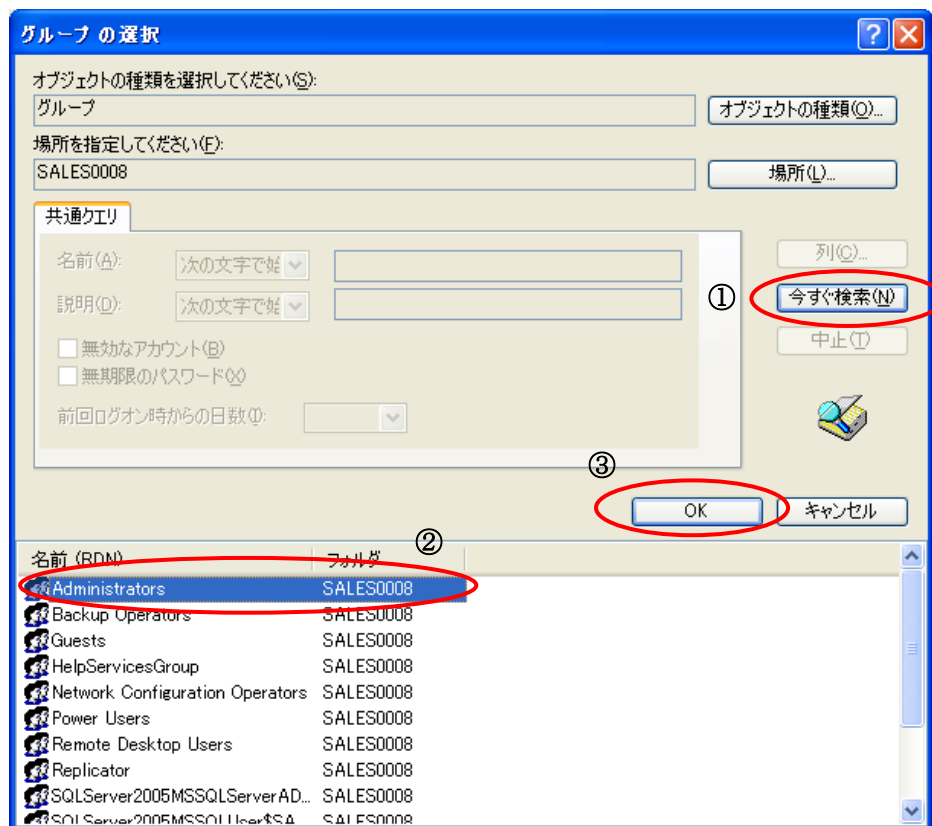 グループ の選択
オブジェクトの種類を選択してください(S):
グループ
オブジェクトの種類(O)...
場所を指定してください(F):
SALES0008
場所(L)...
共通クエリ
名前(A):
次の文字で始
列(C)...
①
今すぐ検索(N)
説明(D):
次の文字で始
中止(T)
無効なアカウント(B)
無期限のパスワード(X)
前回ログオン時からの日数(I):
③
OK
キャンセル
②
名前 (RDN)
フォルダ
Administrators SALES0008
Backup Operators SALES0008
Guests SALES0008
HelpServicesGroup SALES0008
Network Configuration Operators SALES0008
Power Users SALES0008
Remote Desktop Users SALES0008
Replicator SALES0008
SQLServer2005MSSQLServerAD... SALES0008
SQLServer2005MSSQLUser$SA... SALES0008